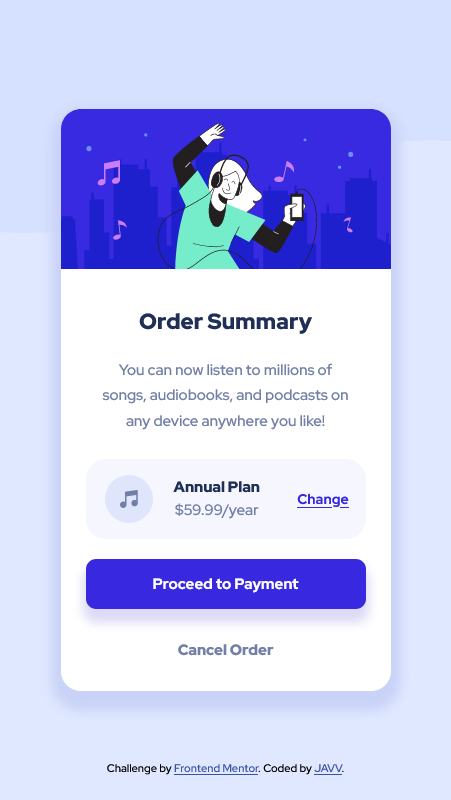 Order Summary
You can now listen to millions of
songs, audiobooks, and podcasts on
any device anywhere you like!
Annual Plan
$59.99/year
Change
Proceed to Payment
Cancel Order
Challenge by Frontend Mentor. Coded by JAVV.